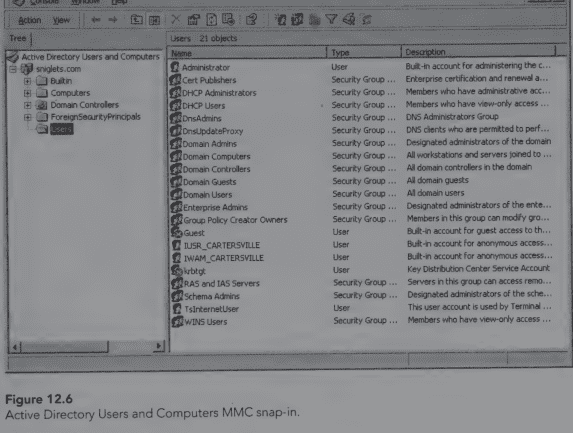 Console Window Help
Action View
Tree
Users 21 objects
Active Directory Users and Computers
sniglets.com
Builtin
Computers
Domain Controllers
ForeignSecurityPrincipals
Users
Name Type Description
Administrator User Built-in account for administering the c...
Cert Publishers Security Group ... Enterprise certification and renewal a...
DHCP Administrators Security Group ... Members who have administrative acc...
DHCP Users Security Group ... Members who have view-only access ...
DnsAdmins Security Group ... DNS Administrators Group
DnsUpdateProxy Security Group ... DNS clients who are permitted to perf...
Domain Admins Security Group ... Designated administrators of the domain
Domain Computers Security Group ... All workstations and servers joined to ...
Domain Controllers Security Group ... All domain controllers in the domain
Domain Guests Security Group ... All domain guests
Domain Users Security Group ... All domain users
Enterprise Admins Security Group ... Designated administrators of the ente...
Group Policy Creator Owners Security Group ... Members in this group can modify gro...
Guest User Built-in account for guest access to th...
IUSR_CARTERSVILLE User Built-in account for anonymous access...
IWAM_CARTERSVILLE User Built-in account for anonymous access...
krbtgt User Key Distribution Center Service Account
RAS and IAS Servers Security Group ... Servers in this group can access remo...
Schema Admins Security Group ... Designated administrators of the sche...
TsInternetUser User This user account is used by Terminal ...
WINS Users Security Group ... Members who have view-only access ...
Figure 12.6
Active Directory Users and Computers MMC snap-in.